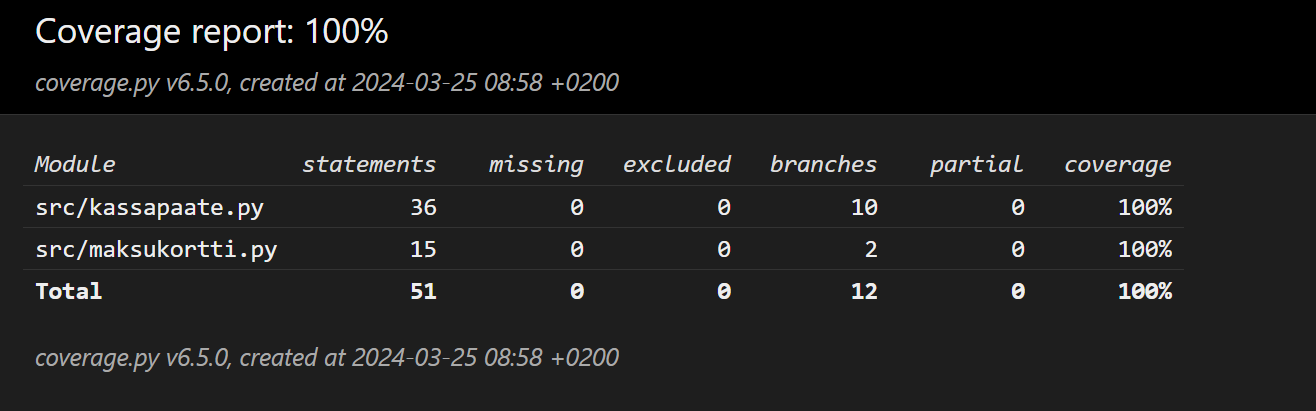 Coverage report: 100%
coverage.py v6.5.0, created at 2024-03-25 08:58 +0200
Module statements missing excluded branches partial coverage
src/kassapaate.py 36 0 0 10 0 100%
src/maksukortti.py 15 0 0 2 0 100%
Total 51 0 0 12 0 100%
coverage.py v6.5.0, created at 2024-03-25 08:58 +0200